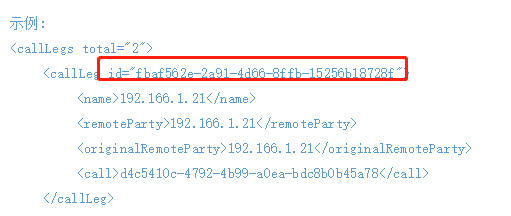 示例:
<callLegs total="2">
<callLeg id="fbaf562e-2a91-4d66-8ffb-15256b18728f">
<name>192.166.1.21</name>
<remoteParty>192.166.1.21</remoteParty>
<originalRemoteParty>192.166.1.21</originalRemoteParty>
<call>d4c5410c-4792-4b99-a0ea-bdc8b0b45a78</call>
</callLeg>